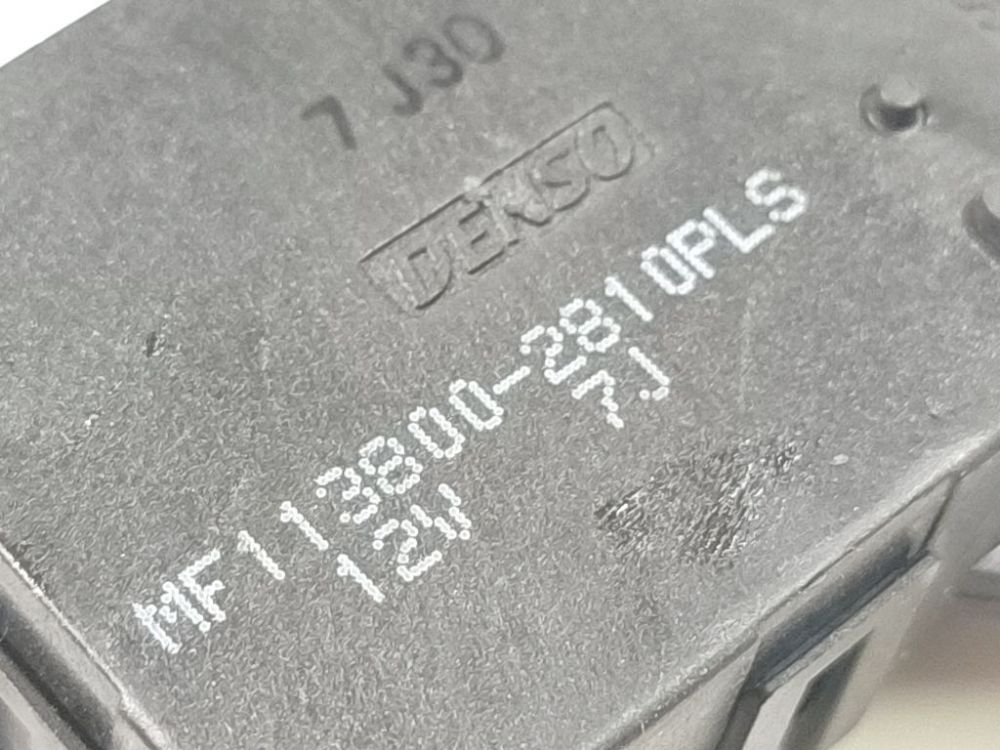 7 J30
DENSO
MF113800-2810PLS
12V 7J